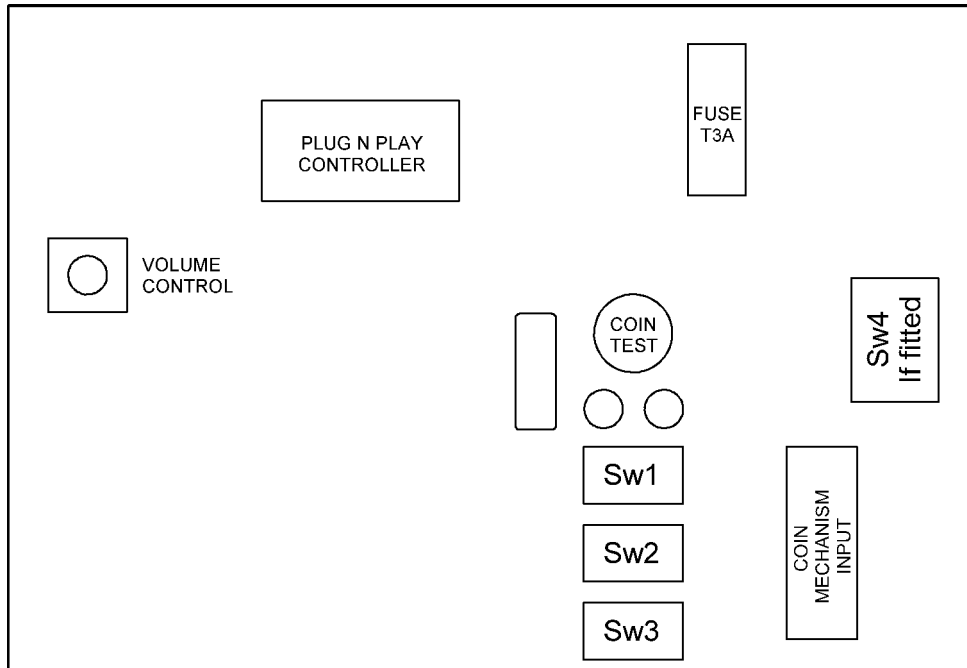 PLUG N PLAY
CONTROLLER
FUSE
T3A
VOLUME
CONTROL
COIN
TEST
Sw4
If fitted
Sw1
Sw2
Sw3
COIN
MECHANISM
INPUT